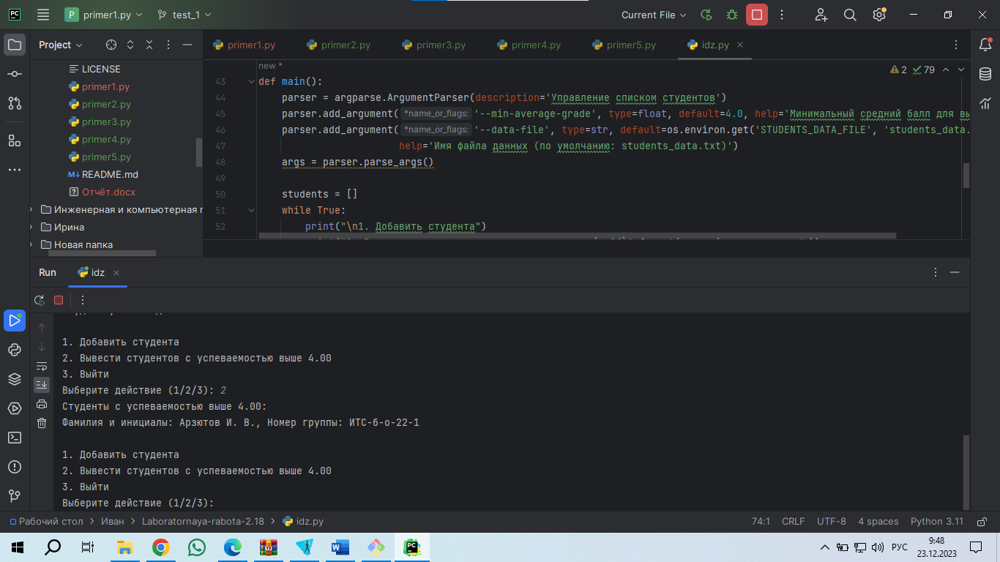 PC P primer1.py test_1 Current File
Project primer1.py primer2.py primer3.py primer4.py primer5.py idz.py
LICENSE
primer1.py
primer2.py
primer3.py
primer4.py
primer5.py
README.md
Отчёт.docx
Инженерная и компьютерная г
Ирина
Новая папка
new *
2 79
43 def main():
44 parser = argparse.ArgumentParser(description='Управление списком студентов')
45 parser.add_argument(*name_or_flags: '--min-average-grade', type=float, default=4.0, help='Минимальный средний балл для вы
46 parser.add_argument(*name_or_flags: '--data-file', type=str, default=os.environ.get('STUDENTS_DATA_FILE', 'students_data.
47 help='Имя файла данных (по умолчанию: students_data.txt)')
48 args = parser.parse_args()
49
50 students = []
51 while True:
52 print("\n1. Добавить студента")
Run idz
1. Добавить студента
2. Вывести студентов с успеваемостью выше 4.00
3. Выйти
Выберите действие (1/2/3): 2
Студенты с успеваемостью выше 4.00:
Фамилия и инициалы: Арзютов И. В., Номер группы: ИТС-б-о-22-1
1. Добавить студента
2. Вывести студентов с успеваемостью выше 4.00
3. Выйти
Выберите действие (1/2/3):
Рабочий стол > Иван > Laboratornaya-rabota-2.18 > idz.py 74:1 CRLF UTF-8 4 spaces Python 3.11
РУС 9:48
23.12.2023